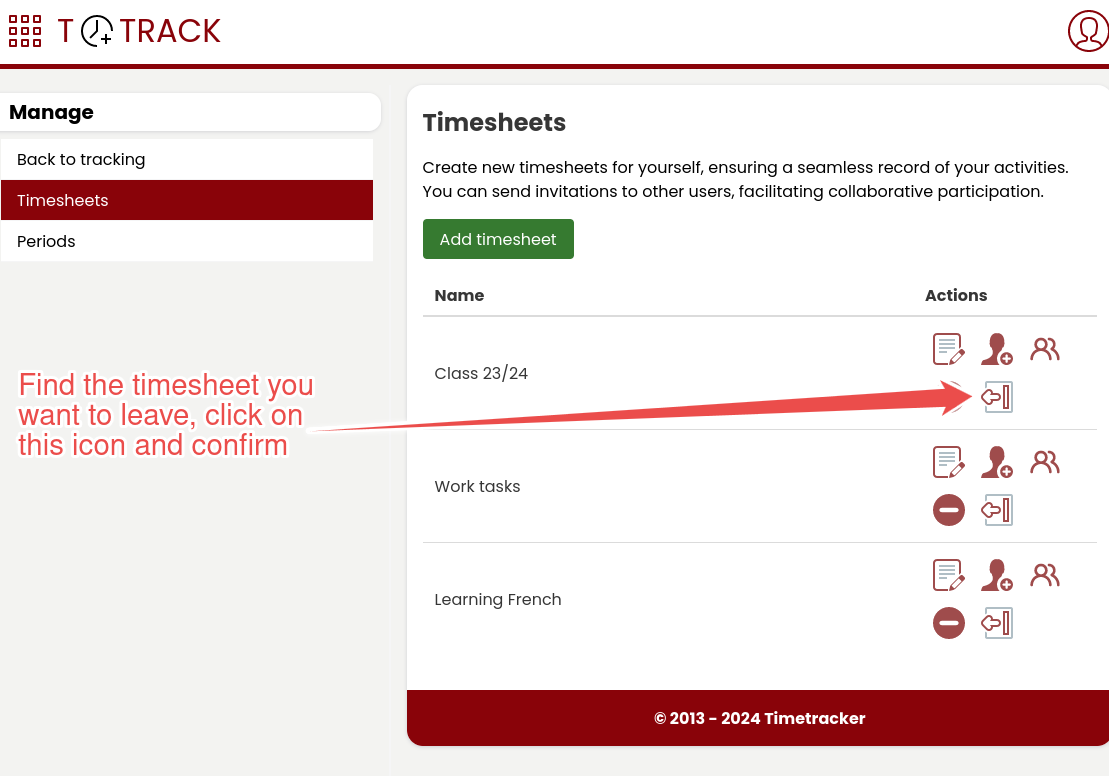 T TRACK
Manage
Back to tracking
Timesheets
Periods
Timesheets
Create new timesheets for yourself, ensuring a seamless record of your activities.
You can send invitations to other users, facilitating collaborative participation.
Add timesheet
Name Actions
Class 23/24
Work tasks
Learning French
Find the timesheet you
want to leave, click on
this icon and confirm
© 2013 - 2024 Timetracker